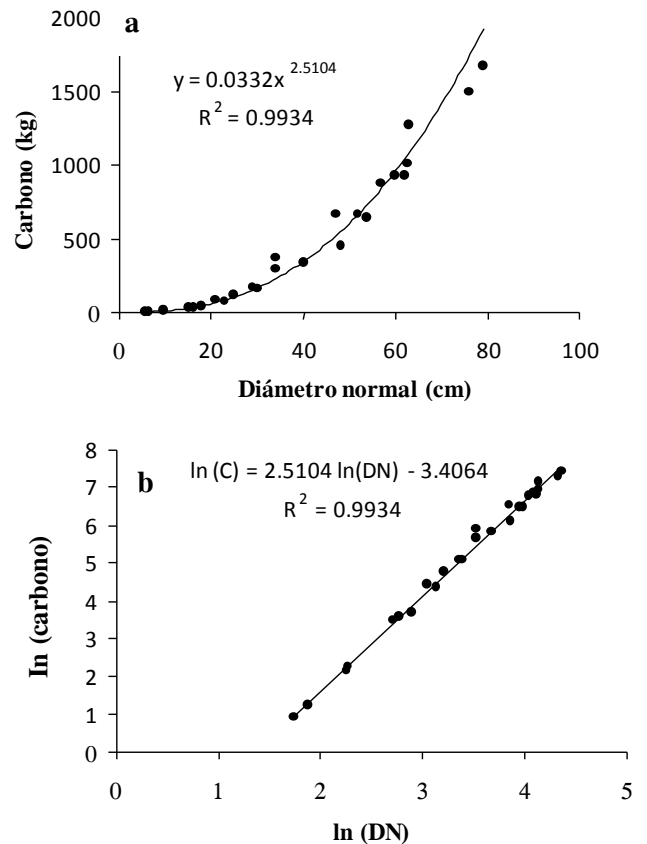 a
2000
1500
1000
500
0
Carbono (kg)
y = 0.0332x^2.5104
R^2 = 0.9934
0 20 40 60 80 100
Diámetro normal (cm)
b
8
7
6
5
4
3
2
1
0
ln (carbono)
ln (C) = 2.5104 ln(DN) - 3.4064
R^2 = 0.9934
0 1 2 3 4 5
ln (DN)